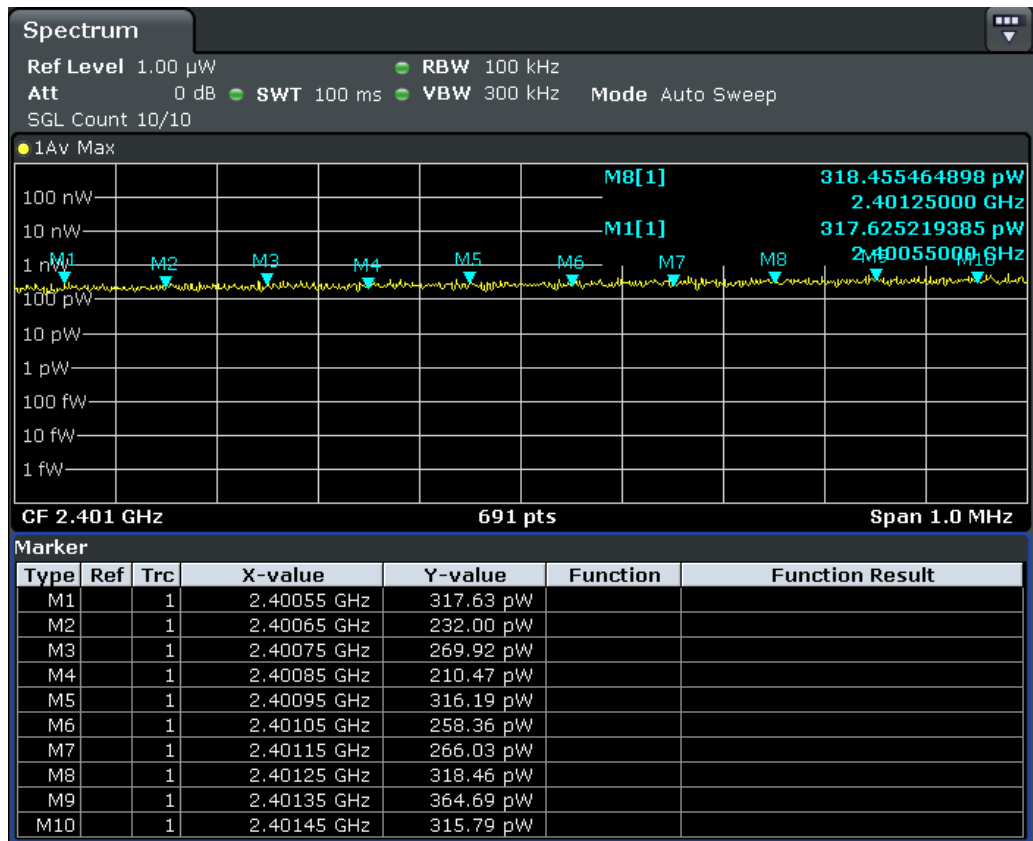 Spectrum
Ref Level 1.00 µW RBW 100 kHz
Att 0 dB SWT 100 ms VBW 300 kHz Mode Auto Sweep
SGL Count 10/10
1Av Max
M8[1] 318.455464898 pW
2.40125000 GHz
100 nW
M1[1] 317.625219385 pW
2.40055000 GHz
10 nW
1 nW
M1 M2 M3 M4 M5 M6 M7 M8 M9 M10
100 pW
10 pW
1 pW
100 fW
10 fW
1 fW
CF 2.401 GHz 691 pts Span 1.0 MHz
Marker
Type Ref Trc X-value Y-value Function Function Result
M1 1 2.40055 GHz 317.63 pW
M2 1 2.40065 GHz 232.00 pW
M3 1 2.40075 GHz 269.92 pW
M4 1 2.40085 GHz 210.47 pW
M5 1 2.40095 GHz 316.19 pW
M6 1 2.40105 GHz 258.36 pW
M7 1 2.40115 GHz 266.03 pW
M8 1 2.40125 GHz 318.46 pW
M9 1 2.40135 GHz 364.69 pW
M10 1 2.40145 GHz 315.79 pW